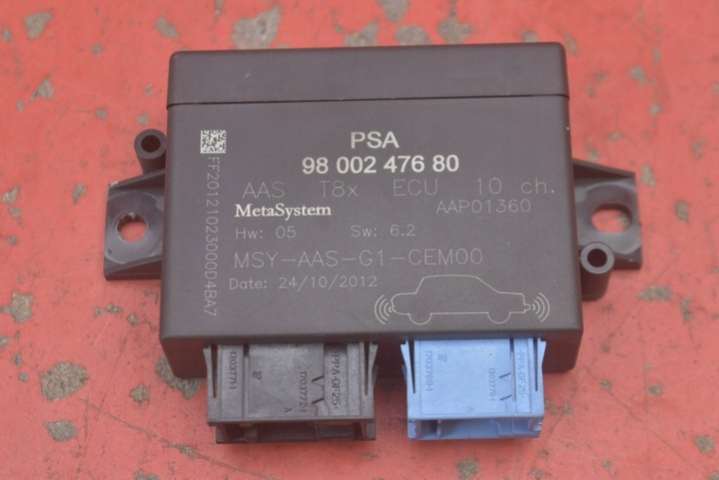 PSA
98 002 476 80
AAS T8x ECU 10 ch.
MetaSystem AAP01360
Hw: 05 Sw: 6.2
MSY-AAS-G1-CEM00
Date: 24/10/2012
FF20121023000D4BA7